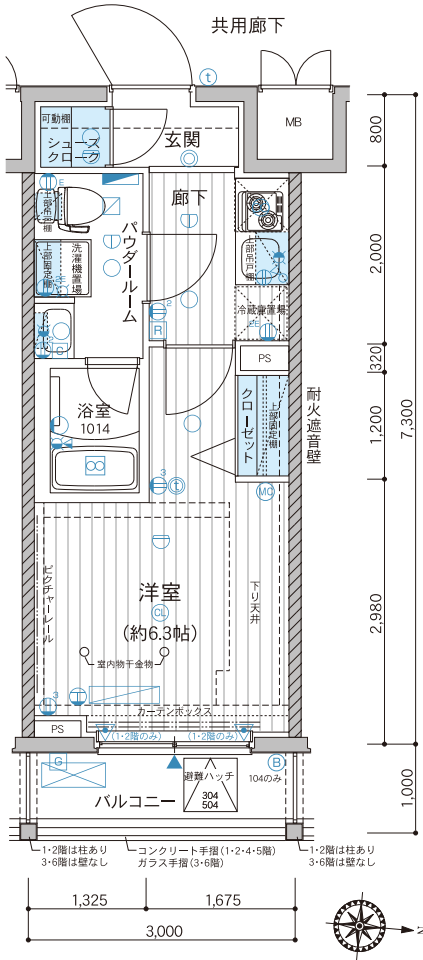 共用廊下
t
可動棚
シューズ
クローク
玄関
MB
800
廊下
E
上部吊戸棚
パウダールーム
洗濯機置場
上部固定棚
2
R
吊戸棚
冷蔵庫置場
2,000
PS
320
浴室
1014
クローゼット
上部固定棚
耐火遮音壁
1,200
7,300
3
t
MC
洋室
(約6.3帖)
CL
ピクチャーレール
下り天井
室内物干金物
2,980
カーテンボックス
3
PS
(1・2階のみ)
(1・2階のみ)
G
避難ハッチ
304
504
B
104のみ
バルコニー
1,000
1・2階は柱あり
3・6階は壁なし
コンクリート手摺(1・2・4・5階)
ガラス手摺(3・6階)
1・2階は柱あり
3・6階は壁なし
1,325
1,675
3,000
N